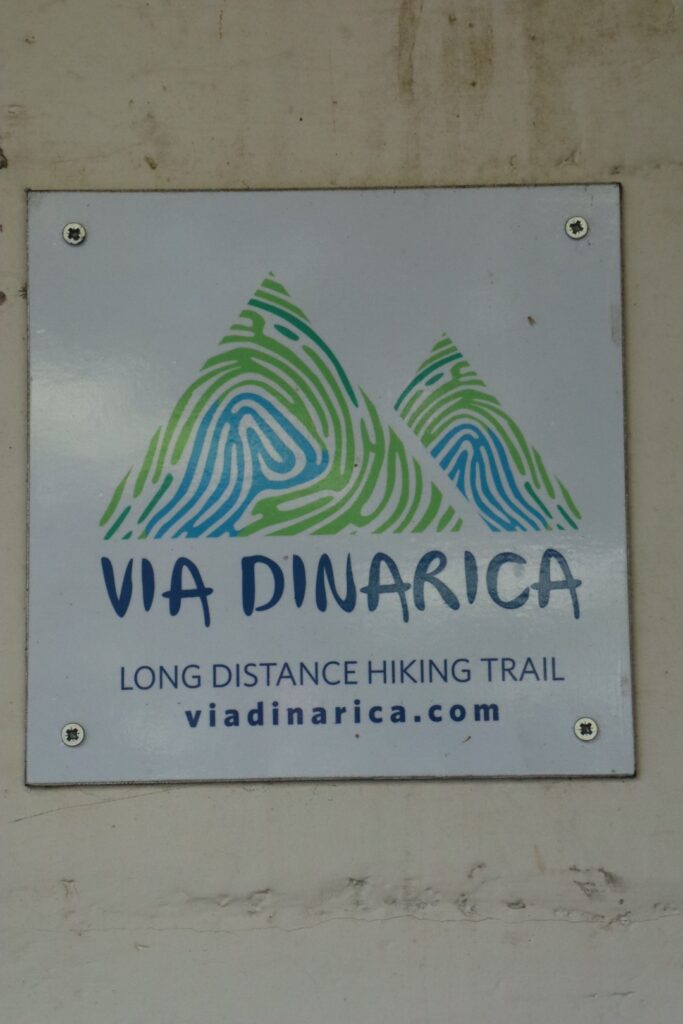 VIA DINARICA
LONG DISTANCE HIKING TRAIL
viadinarica.com